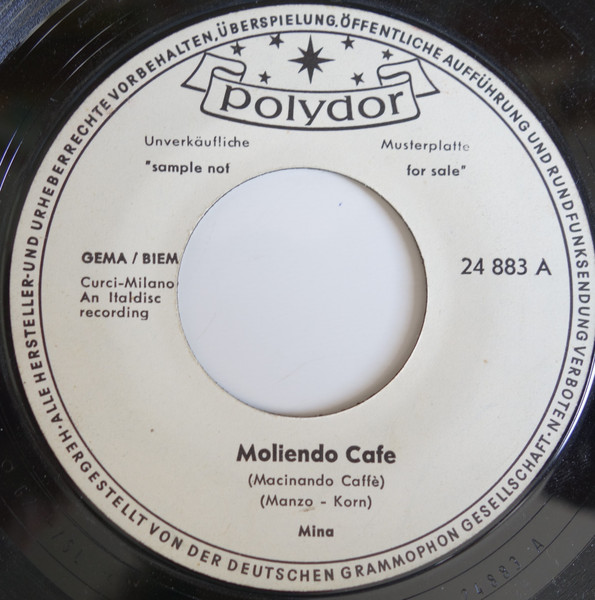 ·ALLE HERSTELLER-UND URHEBERRECHTE VORBEHALTEN, ÜBERSPIELUNG, ÖFFENTLICHE AUFFÜHRUNG UND RUNDFUNKSENDUNG VERBOTEN·
polydor
Unverkäufliche Musterplatte
"sample not for sale"
GEMA / BIEM
24 883 A
Curci-Milano
An Italdisc
recording
Moliendo Cafe
(Macinando Caffè)
(Manzo - Korn)
Mina
HERGESTELLT VON DER DEUTSCHEN GRAMMOPHON GESELLSCHAFT·